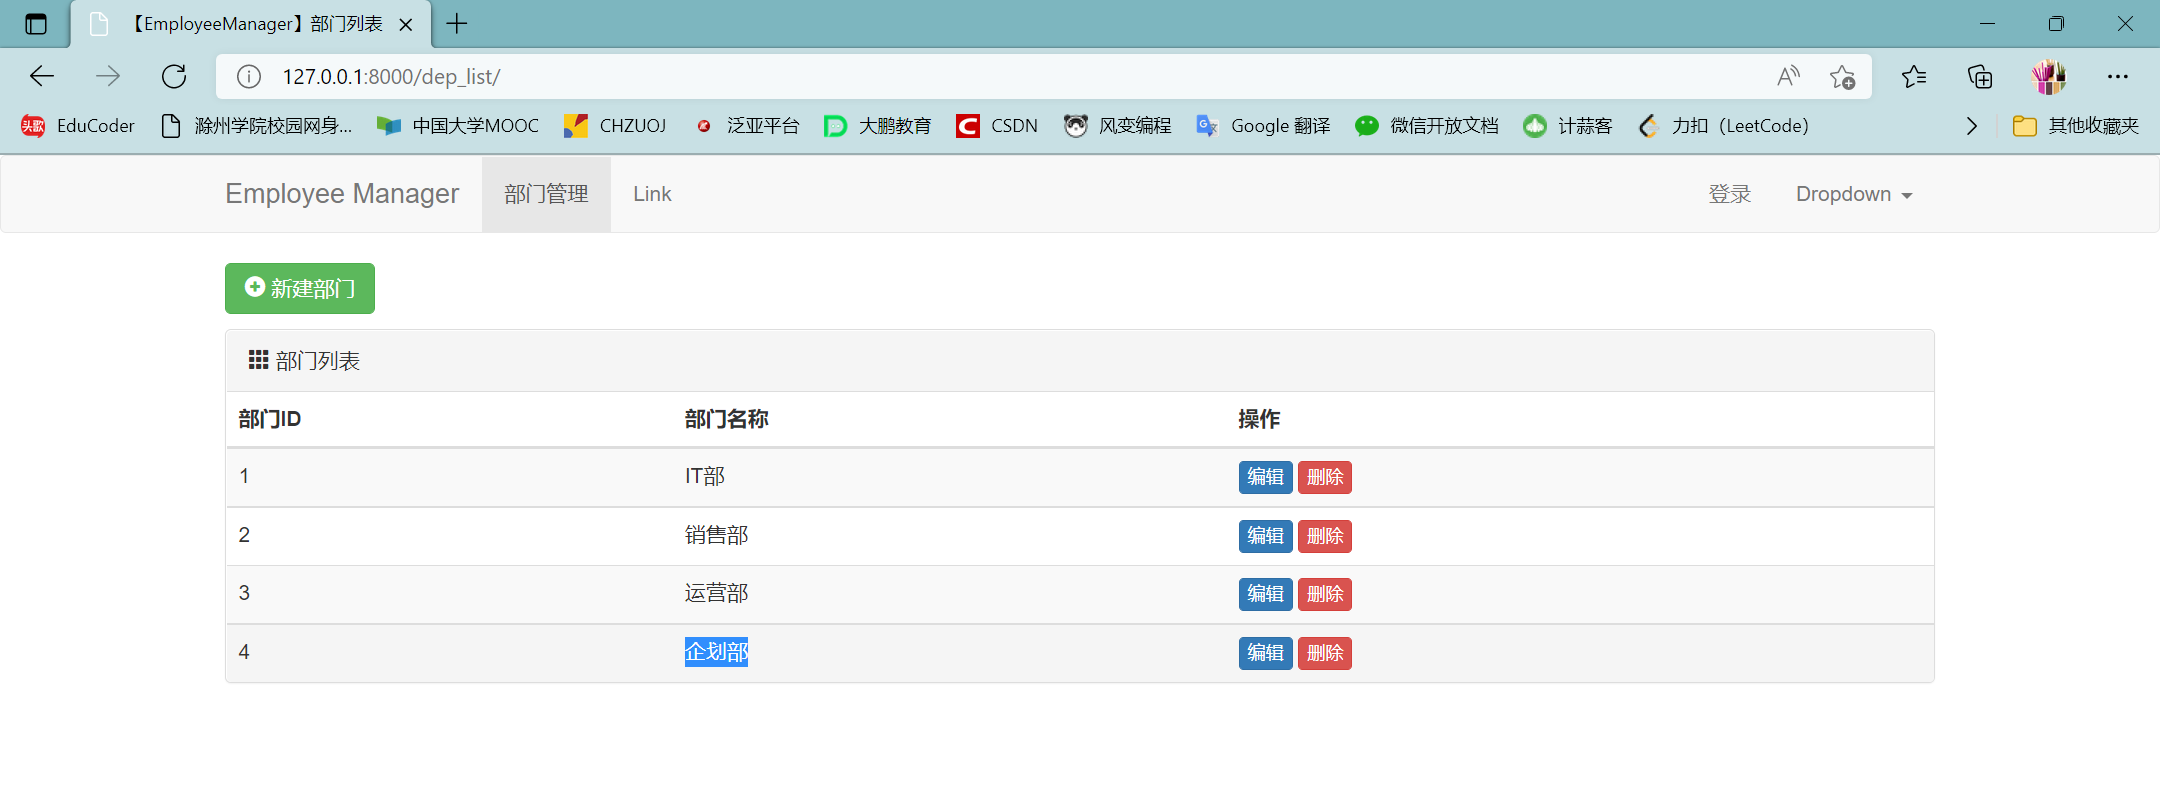 【EmployeeManager】部门列表
127.0.0.1:8000/dep_list/
头歌 EduCoder 滁州学院校园网身... 中国大学MOOC CHZUOJ 泛亚平台 大鹏教育 CSDN 风变编程 Google 翻译 微信开放文档 计蒜客 力扣（LeetCode） 其他收藏夹
Employee Manager 部门管理 Link 登录 Dropdown
新建部门
部门列表
部门ID 部门名称 操作
1 IT部 编辑 删除
2 销售部 编辑 删除
3 运营部 编辑 删除
4 企划部 编辑 删除